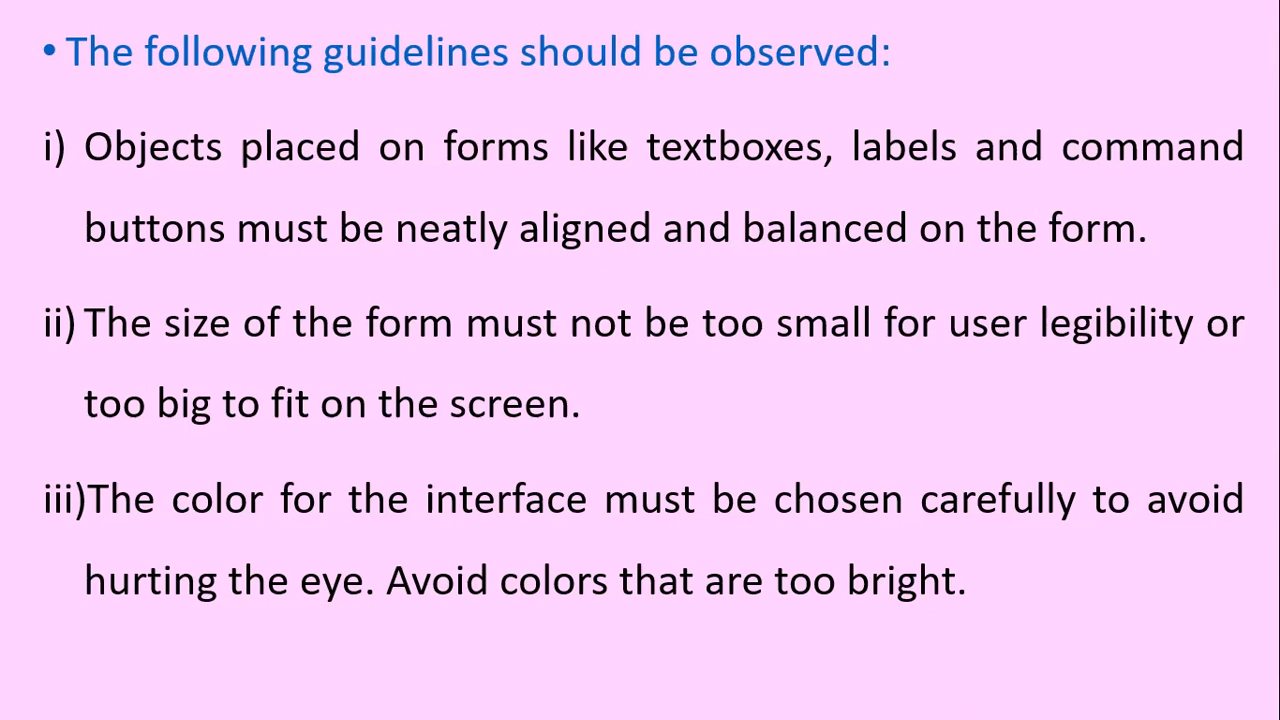 • The following guidelines should be observed:
i) Objects placed on forms like textboxes, labels and command
buttons must be neatly aligned and balanced on the form.
ii) The size of the form must not be too small for user legibility or
too big to fit on the screen.
iii)The color for the interface must be chosen carefully to avoid
hurting the eye. Avoid colors that are too bright.